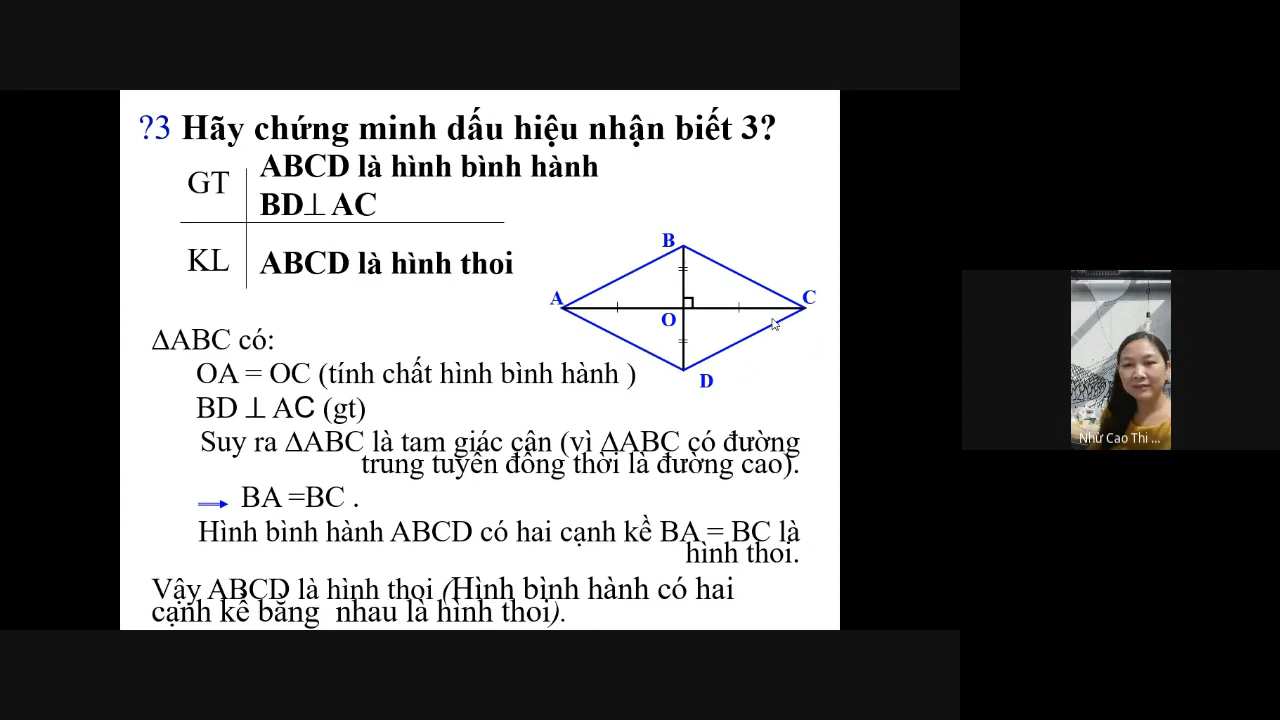 ?3 Hãy chứng minh dấu hiệu nhận biết 3?
GT
ABCD là hình bình hành
BD⊥ AC
KL
ABCD là hình thoi
B
A
C
O
D
ΔABC có:
OA = OC (tính chất hình bình hành )
BD ⊥ AC (gt)
Suy ra ΔABC là tam giác cân (vì ΔABC có đường
trung tuyến đồng thời là đường cao).
BA =BC .
Hình bình hành ABCD có hai cạnh kề BA = BC là
hình thoi.
Vậy ABCD là hình thoi (Hình bình hành có hai
cạnh kề bằng nhau là hình thoi).
Như Cao Thi ...